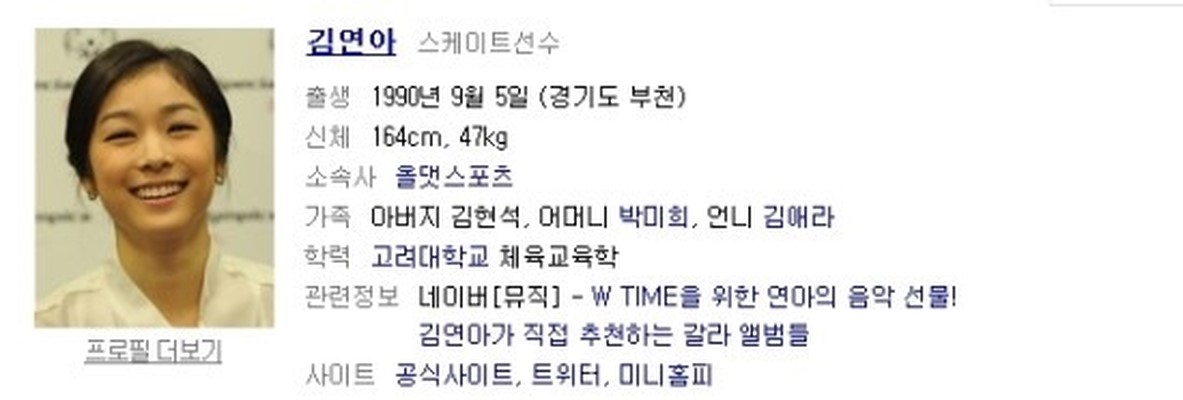 김연아 스케이트선수
출생 1990년 9월 5일 (경기도 부천)
신체 164cm, 47kg
소속사 올댓스포츠
가족 아버지 김현석, 어머니 박미희, 언니 김애라
학력 고려대학교 체육교육학
관련정보 네이버[뮤직] - W TIME을 위한 연아의 음악 선물!
김연아가 직접 추천하는 갈라 앨범들
사이트 공식사이트, 트위터, 미니홈피
프로필 더보기